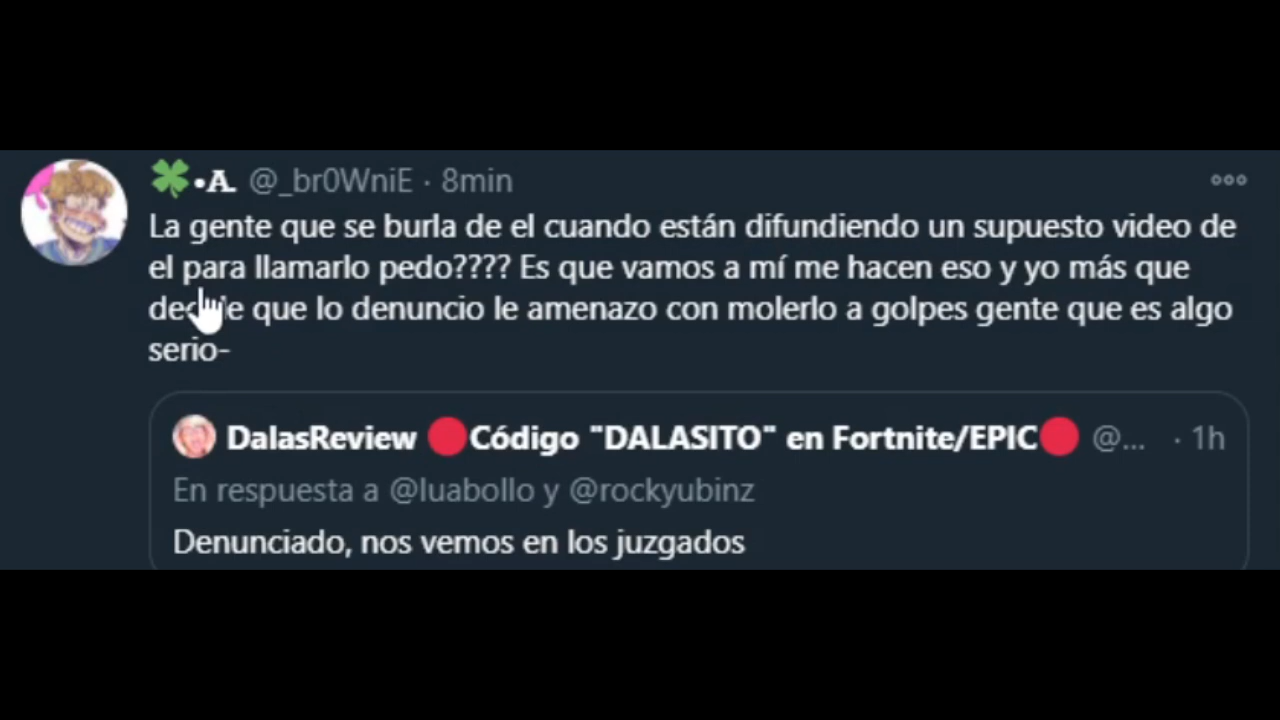 🍀•A. @_br0WniE · 8min
La gente que se burla de el cuando están difundiendo un supuesto video de
el para llamarlo pedo???? Es que vamos a mí me hacen eso y yo más que
que lo denuncio le amenazo con molerlo a golpes gente que es algo
serio-
DalasReview 🔴Código "DALASITO" en Fortnite/EPIC🔴 @... · 1h
En respuesta a @luabollo y @rockyubinz
Denunciado, nos vemos en los juzgados